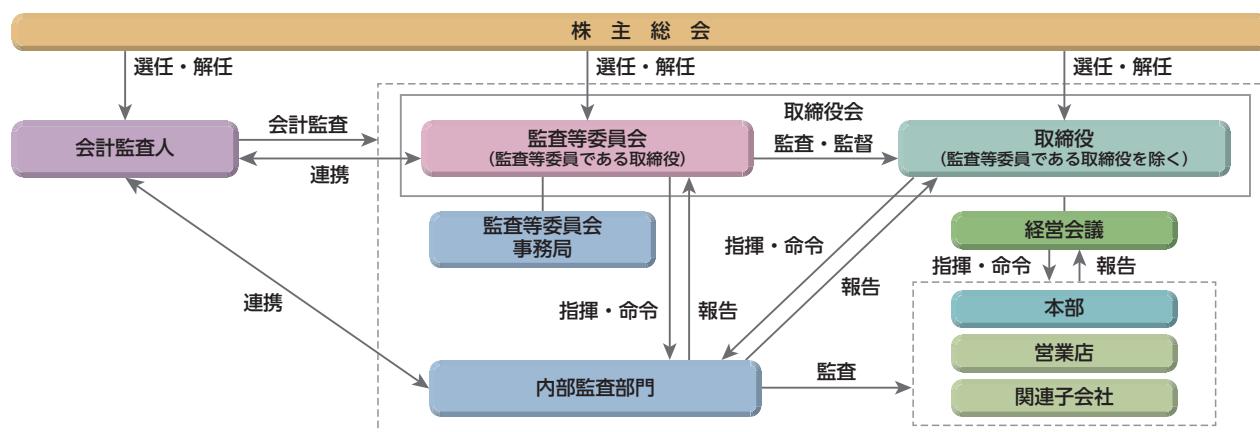 株主総会
選任・解任
選任・解任
選任・解任
取締役会
会計監査人
会計監査
連携
監査等委員会
(監査等委員である取締役)
監査・監督
取締役
(監査等委員である取締役を除く)
監査等委員会
事務局
経営会議
指揮・命令
指揮・命令
報告
連携
指揮・命令
報告
報告
本部
営業店
関連子会社
内部監査部門
監査